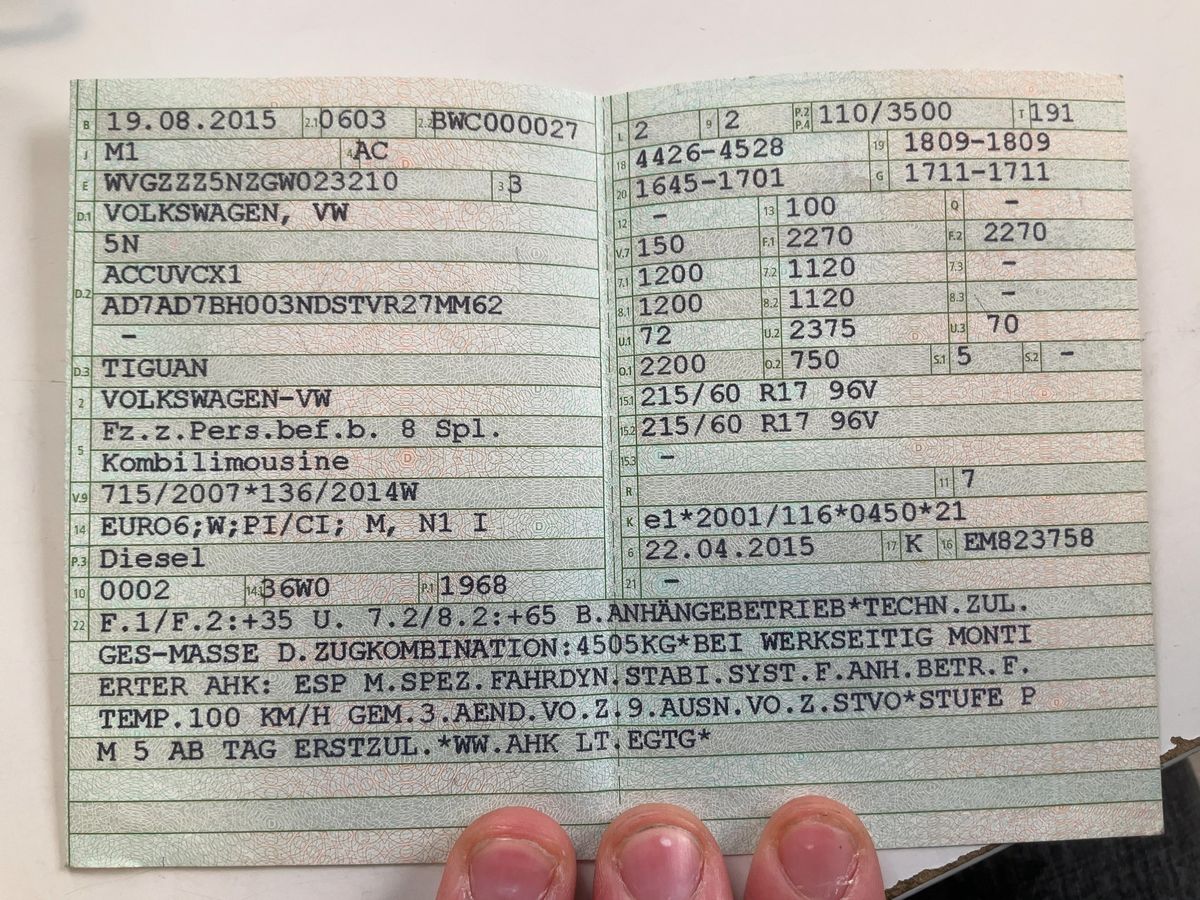 B 19.08.2015 2.1 0603 2.2 BWC000027
J M1 4 AC
E WVGZZZ5NZGW023210 3 3
D.1 VOLKSWAGEN, VW
5N
D.2 ACCUVCX1
AD7AD7BH003NDSTVR27MM62
–
D.3 TIGUAN
2 VOLKSWAGEN-VW
5 Fz.z.Pers.bef.b. 8 Spl.
Kombilimousine
V.9 715/2007*136/2014W
14 EURO6;W;PI/CI; M, N1 I
P.3 Diesel
10 0002 14.1 36W0 P.1 1968
L 2 9 2 P.2 P.4 110/3500 T 191
18 4426-4528 19 1809-1809
20 1645-1701 G 1711-1711
12 – 13 100 Q –
V.7 150 F.1 2270 F.2 2270
7.1 1200 7.2 1120 7.3 –
8.1 1200 8.2 1120 8.3 –
U.1 72 U.2 2375 U.3 70
O.1 2200 O.2 750 S.1 5 S.2 –
15.1 215/60 R17 96V
15.2 215/60 R17 96V
15.3 –
R 11 7
K e1*2001/116*0450*21
6 22.04.2015 17 K 16 EM823758
21 –
22 F.1/F.2:+35 U. 7.2/8.2:+65 B.ANHÄNGEBETRIEB*TECHN.ZUL.
GES-MASSE D.ZUGKOMBINATION:4505KG*BEI WERKSEITIG MONTI
ERTER AHK: ESP M.SPEZ.FAHRDYN.STABI.SYST.F.ANH.BETR.F.
TEMP.100 KM/H GEM.3.AEND.VO.Z.9.AUSN.VO.Z.STVO*STUFE P
M 5 AB TAG ERSTZUL.*WW.AHK LT.EGTG*